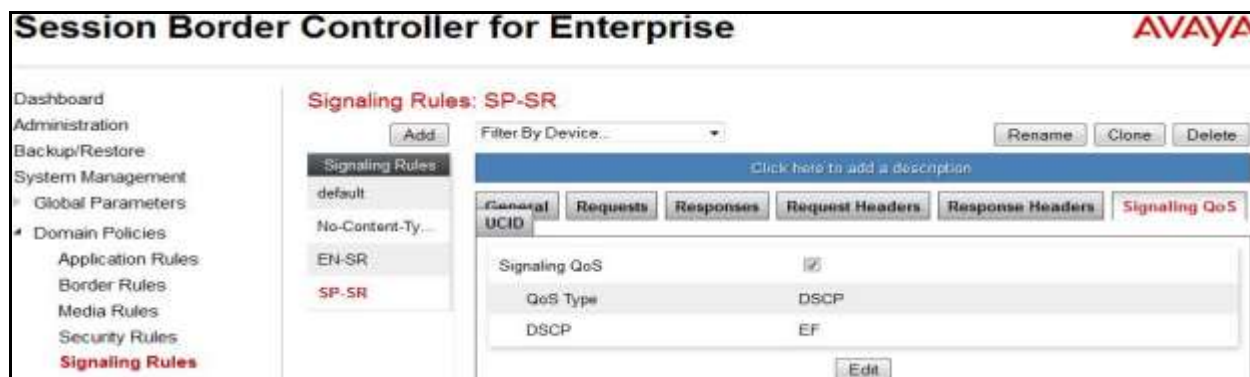 Session Border Controller for Enterprise
AVAYA
Dashboard
Administration
Backup/Restore
System Management
Global Parameters
Domain Policies
Application Rules
Border Rules
Media Rules
Security Rules
Signaling Rules
Signaling Rules: SP-SR
Add
Filter By Device...
Rename
Clone
Delete
Signaling Rules
default
No-Content-Ty...
EN-SR
SP-SR
Click here to add a description.
General
Requests
Responses
Request Headers
Response Headers
Signaling QoS
UCID
Signaling QoS
QoS Type DSCP
DSCP EF
Edit